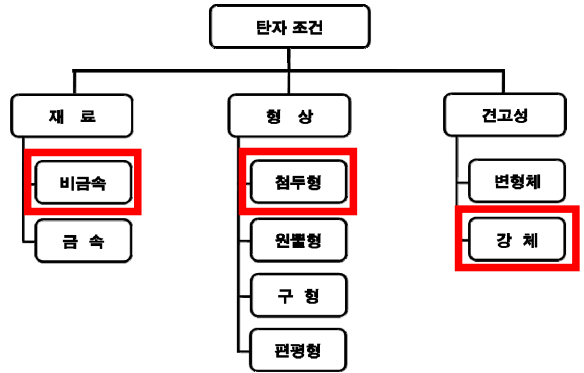 탄자 조건
재 료
형 상
견고성
비금속
첨두형
변형체
금 속
원뿔형
강 체
구 형
편평형